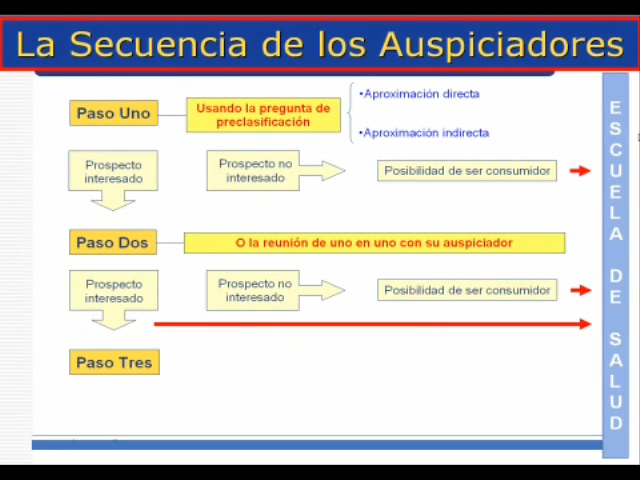 La Secuencia de los Auspiciadores
Paso Uno
Usando la pregunta de
preclasificación
•Aproximación directa
•Aproximación indirecta
Prospecto
interesado
Prospecto no
interesado
Posibilidad de ser consumidor
Paso Dos
O la reunión de uno en uno con su auspiciador
Prospecto
interesado
Prospecto no
interesado
Posibilidad de ser consumidor
Paso Tres
ESCUELA DE SALUD